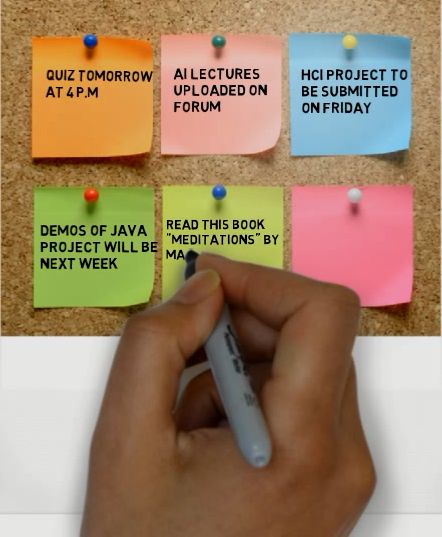 QUIZ TOMORROW
AT 4 P.M
AI LECTURES
UPLOADED ON
FORUM
HCI PROJECT TO
BE SUBMITTED
ON FRIDAY
DEMOS OF JAVA
PROJECT WILL BE
NEXT WEEK
READ THIS BOOK
"MEDITATIONS" BY
MA